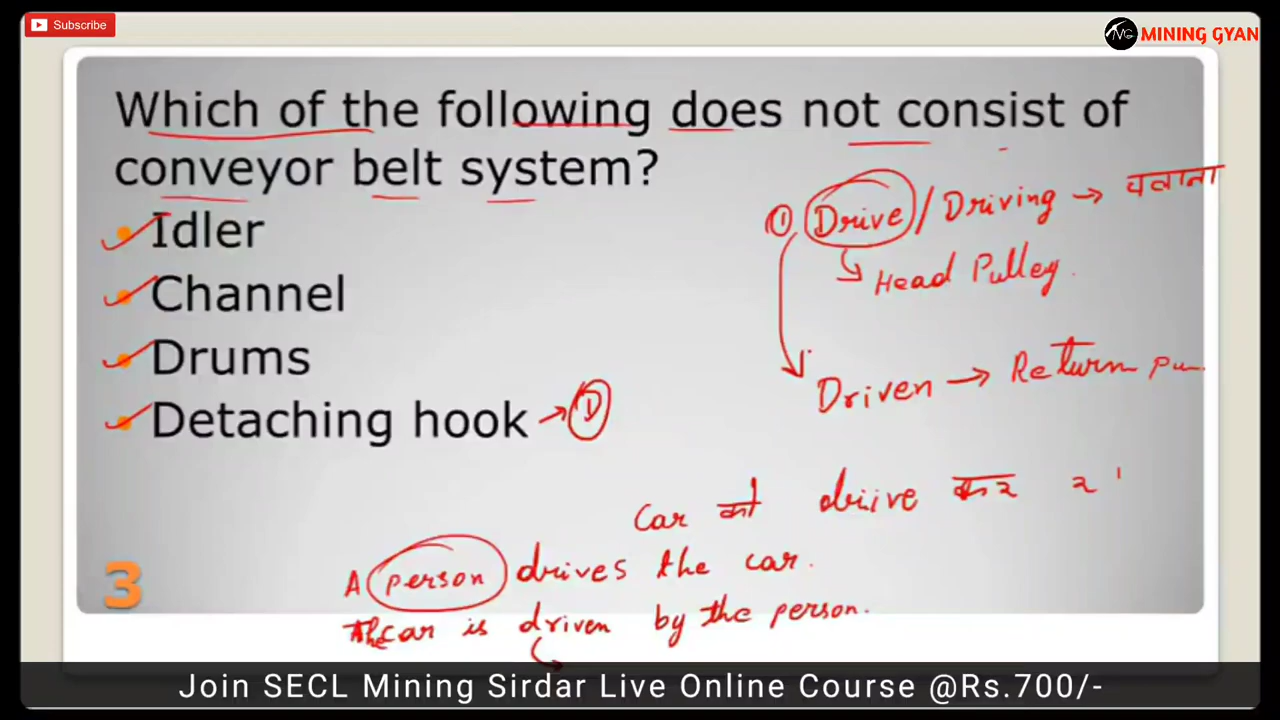 Subscribe
MINING GYAN
Which of the following does not consist of
conveyor belt system?
Idler
Channel
Drums
Detaching hook → D
① Drive / Driving → चलाना
Head Pulley
Driven → Return
Car को drive कर
A person drives the car.
The car is driven by the person.
3
Join SECL Mining Sirdar Live Online Course @Rs.700/-